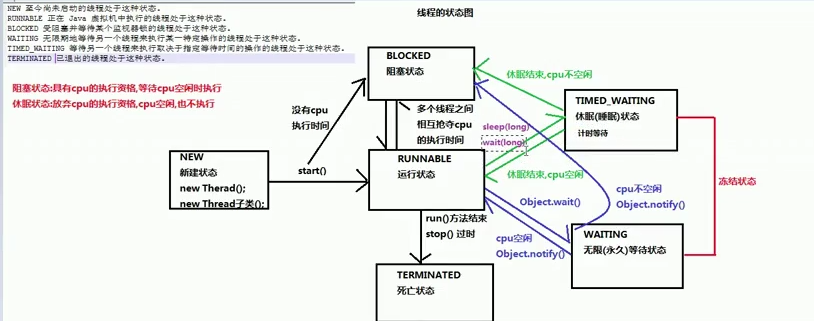 NEW 至今尚未启动的线程处于这种状态。
RUNNABLE 正在 Java 虚拟机中执行的线程处于这种状态。
BLOCKED 受阻塞并等待某个监视器锁的线程处于这种状态。
WAITING 无限期地等待另一个线程来执行某一特定操作的线程处于这种状态。
TIMED_WAITING 等待另一个线程来执行取决于指定等待时间的操作的线程处于这种状态。
TERMINATED 已退出的线程处于这种状态。
线程的状态图
阻塞状态:具有cpu的执行资格,等待cpu空闲时执行
休眠状态:放弃cpu的执行资格,cpu空闲,也不执行
BLOCKED
阻塞状态
休眠结束,cpu不空闲
TIMED_WAITING
休眠(睡眠)状态
计时等待
没有cpu
执行时间
多个线程之间
相互抢夺cpu
的执行时间
sleep(long)
wait(long)
NEW
新建状态
new Therad();
new Thread子类();
start()
RUNNABLE
运行状态
休眠结束,cpu空闲
cpu不空闲
Object.notify()
冻结状态
Object.wait()
run()方法结束
stop() 过时
cpu空闲
Object.notify()
WAITING
无限(永久)等待状态
TERMINATED
死亡状态